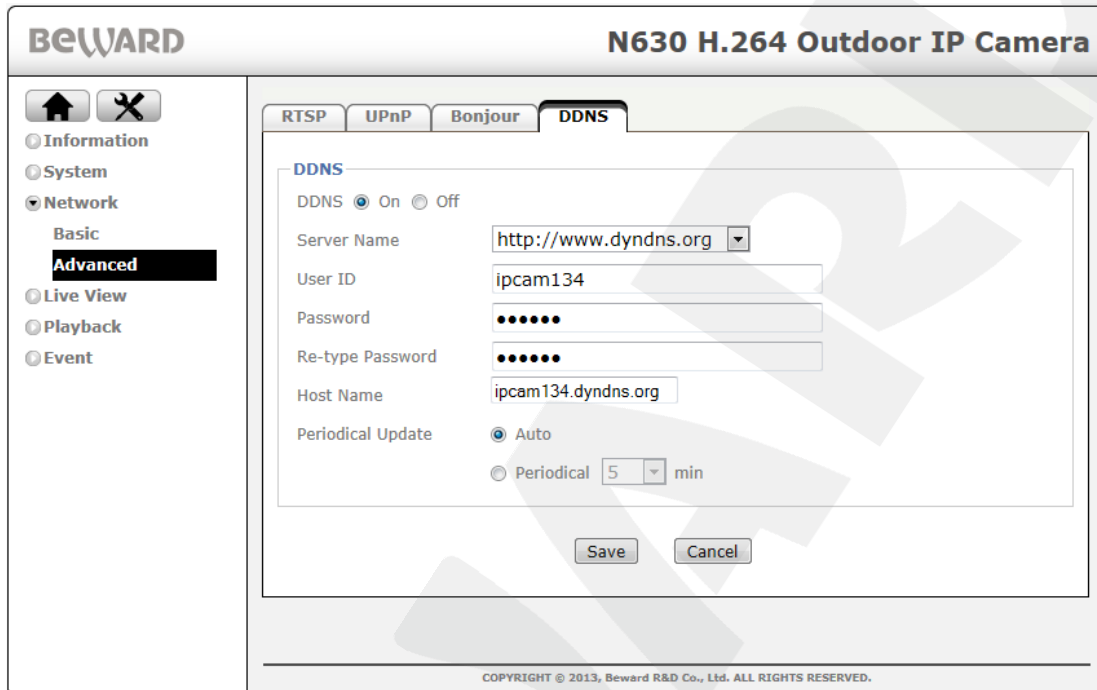 BEWARD
N630 H.264 Outdoor IP Camera
RTSP UPnP Bonjour DDNS
Information
System
Network
Basic
Advanced
Live View
Playback
Event
DDNS
DDNS On Off
Server Name http://www.dyndns.org
User ID ipcam134
Password ••••••
Re-type Password ••••••
Host Name ipcam134.dyndns.org
Periodical Update Auto
Periodical 5 min
Save Cancel
COPYRIGHT © 2013, Beward R&D Co., Ltd. ALL RIGHTS RESERVED.